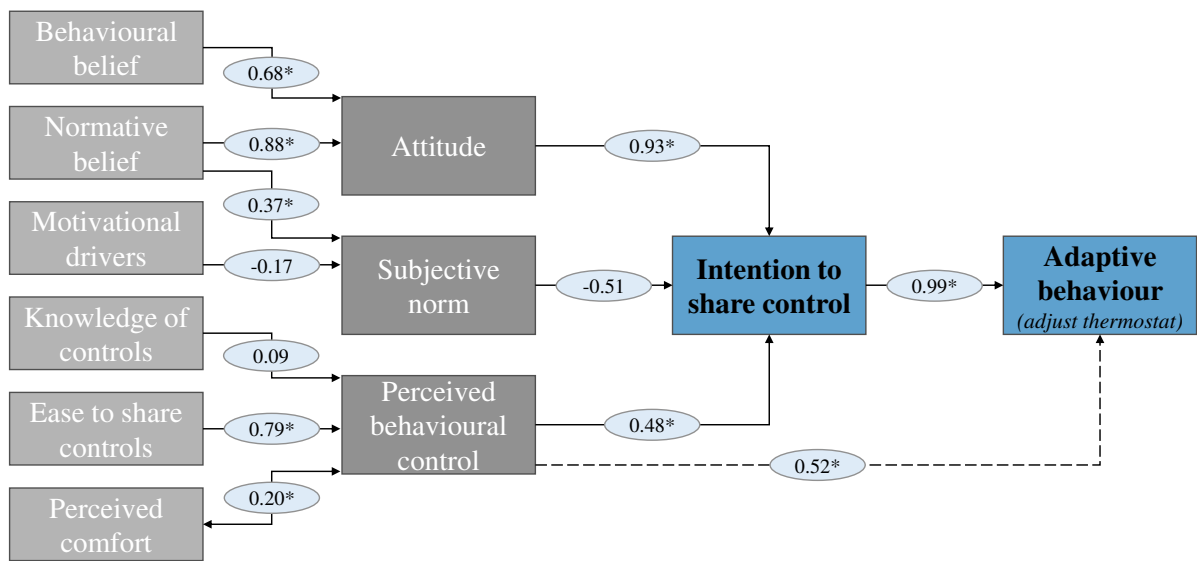 Behavioural
belief
0.68*
Normative
belief
0.88*
Attitude
0.93*
0.37*
Motivational
drivers
-0.17
Subjective
norm
-0.51
Intention to
share control
0.99*
Adaptive
behaviour
(adjust thermostat)
Knowledge of
controls
0.09
Ease to share
controls
0.79*
Perceived
behavioural
control
0.48*
0.52*
0.20*
Perceived
comfort